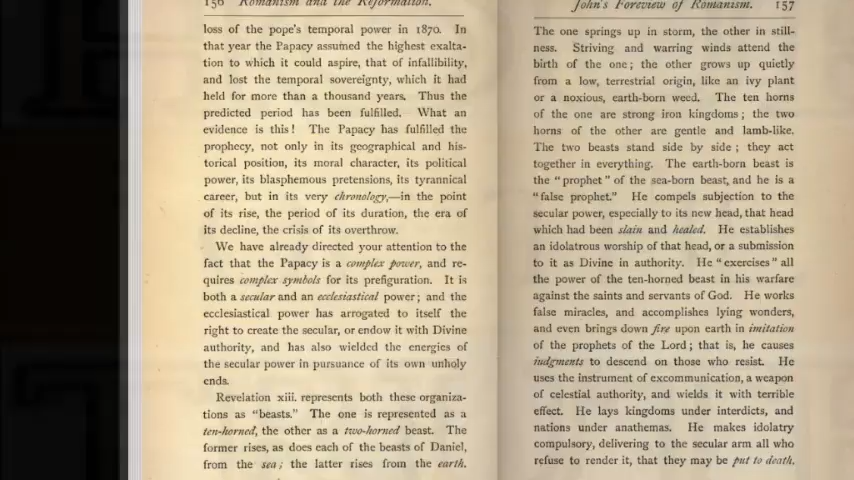 156 Romanism and the Reformation.
loss of the pope's temporal power in 1870. In
that year the Papacy assumed the highest exalta-
tion to which it could aspire, that of infallibility,
and lost the temporal sovereignty, which it had
held for more than a thousand years. Thus the
predicted period has been fulfilled. What an
evidence is this! The Papacy has fulfilled the
prophecy, not only in its geographical and his-
torical position, its moral character, its political
power, its blasphemous pretensions, its tyrannical
career, but in its very chronology,—in the point
of its rise, the period of its duration, the era of
its decline, the crisis of its overthrow.
We have already directed your attention to the
fact that the Papacy is a complex power, and re-
quires complex symbols for its prefiguration. It is
both a secular and an ecclesiastical power; and the
ecclesiastical power has arrogated to itself the
right to create the secular, or endow it with Divine
authority, and has also wielded the energies of
the secular power in pursuance of its own unholy
ends.
Revelation xiii. represents both these organiza-
tions as "beasts." The one is represented as a
ten-horned, the other as a two-horned beast. The
former rises, as does each of the beasts of Daniel,
from the sea; the latter rises from the earth.
John's Foreview of Romanism. 157
The one springs up in storm, the other in still-
ness. Striving and warring winds attend the
birth of the one; the other grows up quietly
from a low, terrestrial origin, like an ivy plant
or a noxious, earth-born weed. The ten horns
of the one are strong iron kingdoms; the two
horns of the other are gentle and lamb-like.
The two beasts stand side by side; they act
together in everything. The earth-born beast is
the "prophet" of the sea-born beast, and he is a
"false prophet." He compels subjection to the
secular power, especially to its new head, that head
which had been slain and healed. He establishes
an idolatrous worship of that head, or a submission
to it as Divine in authority. He "exercises" all
the power of the ten-horned beast in his warfare
against the saints and servants of God. He works
false miracles, and accomplishes lying wonders,
and even brings down fire upon earth in imitation
of the prophets of the Lord; that is, he causes
judgments to descend on those who resist. He
uses the instrument of excommunication, a weapon
of celestial authority, and wields it with terrible
effect. He lays kingdoms under interdicts, and
nations under anathemas. He makes idolatry
compulsory, delivering to the secular arm all who
refuse to render it, that they may be put to death.